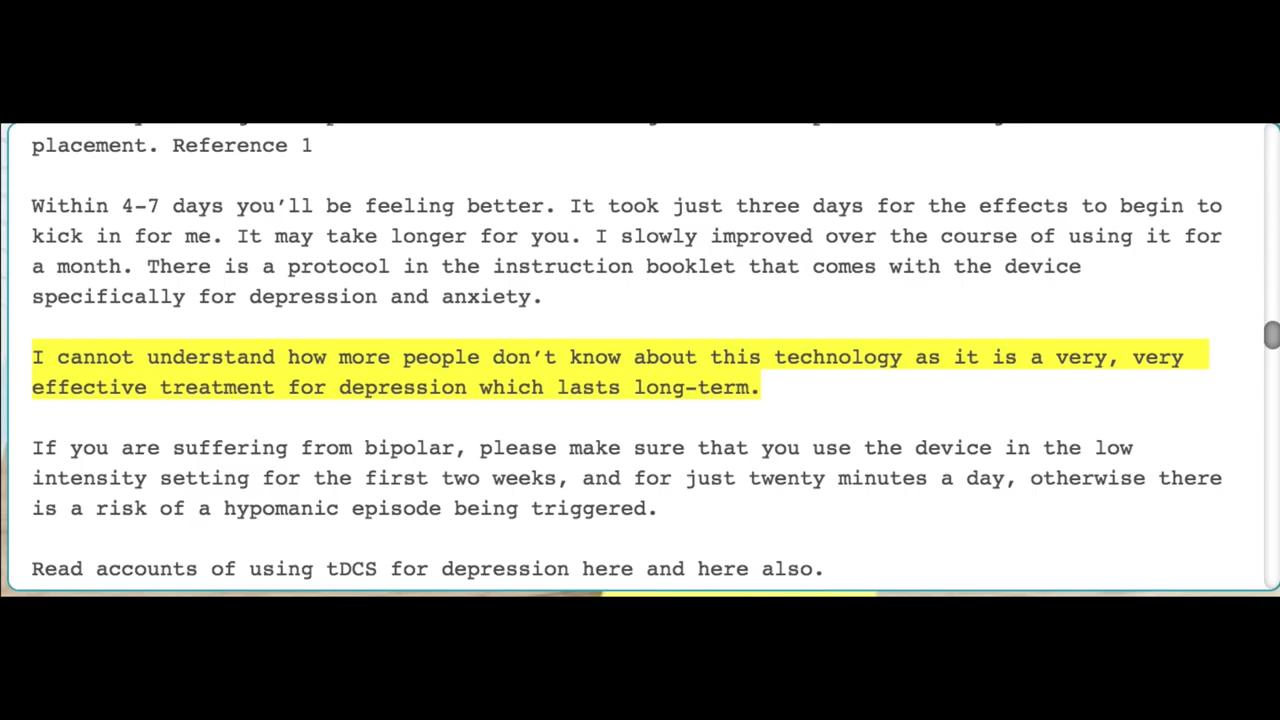 placement. Reference 1
Within 4-7 days you’ll be feeling better. It took just three days for the effects to begin to
kick in for me. It may take longer for you. I slowly improved over the course of using it for
a month. There is a protocol in the instruction booklet that comes with the device
specifically for depression and anxiety.
I cannot understand how more people don’t know about this technology as it is a very, very
effective treatment for depression which lasts long-term.
If you are suffering from bipolar, please make sure that you use the device in the low
intensity setting for the first two weeks, and for just twenty minutes a day, otherwise there
is a risk of a hypomanic episode being triggered.
Read accounts of using tDCS for depression here and here also.